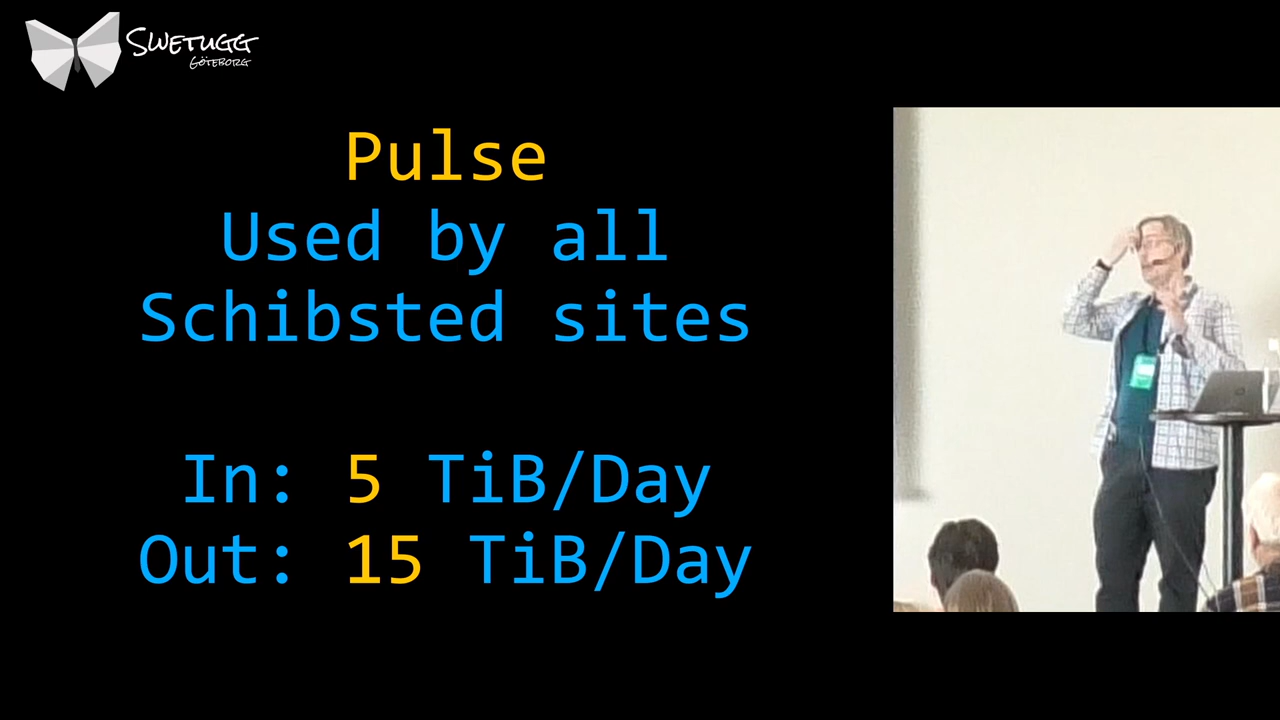 Swetugg
Göteborg
Pulse
Used by all
Schibsted sites
In: 5 TiB/Day
Out: 15 TiB/Day